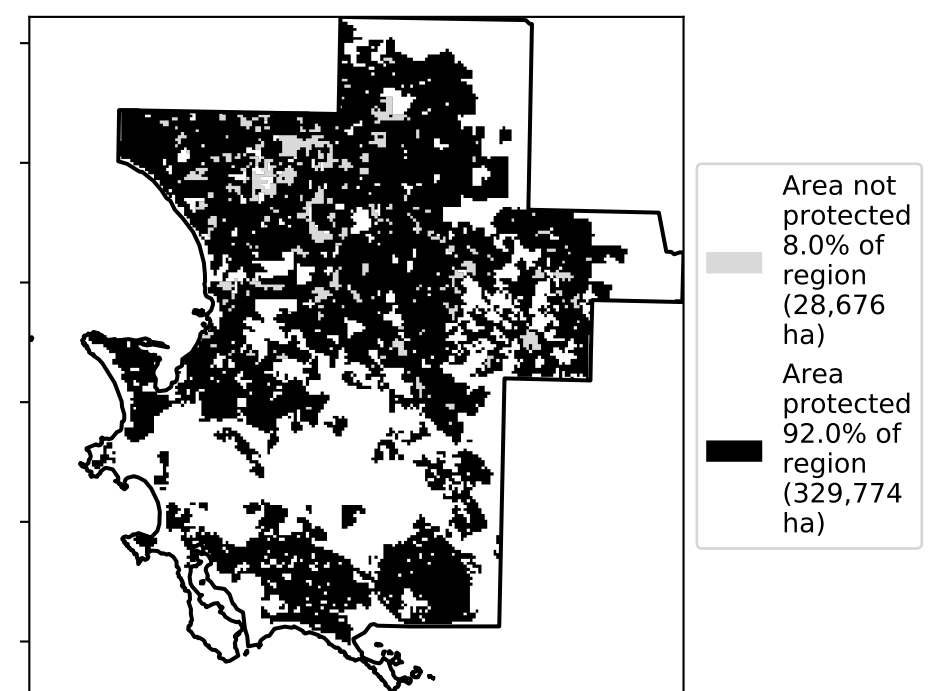 Area not
protected
8.0% of
region
(28,676
ha)
Area
protected
92.0% of
region
(329,774
ha)